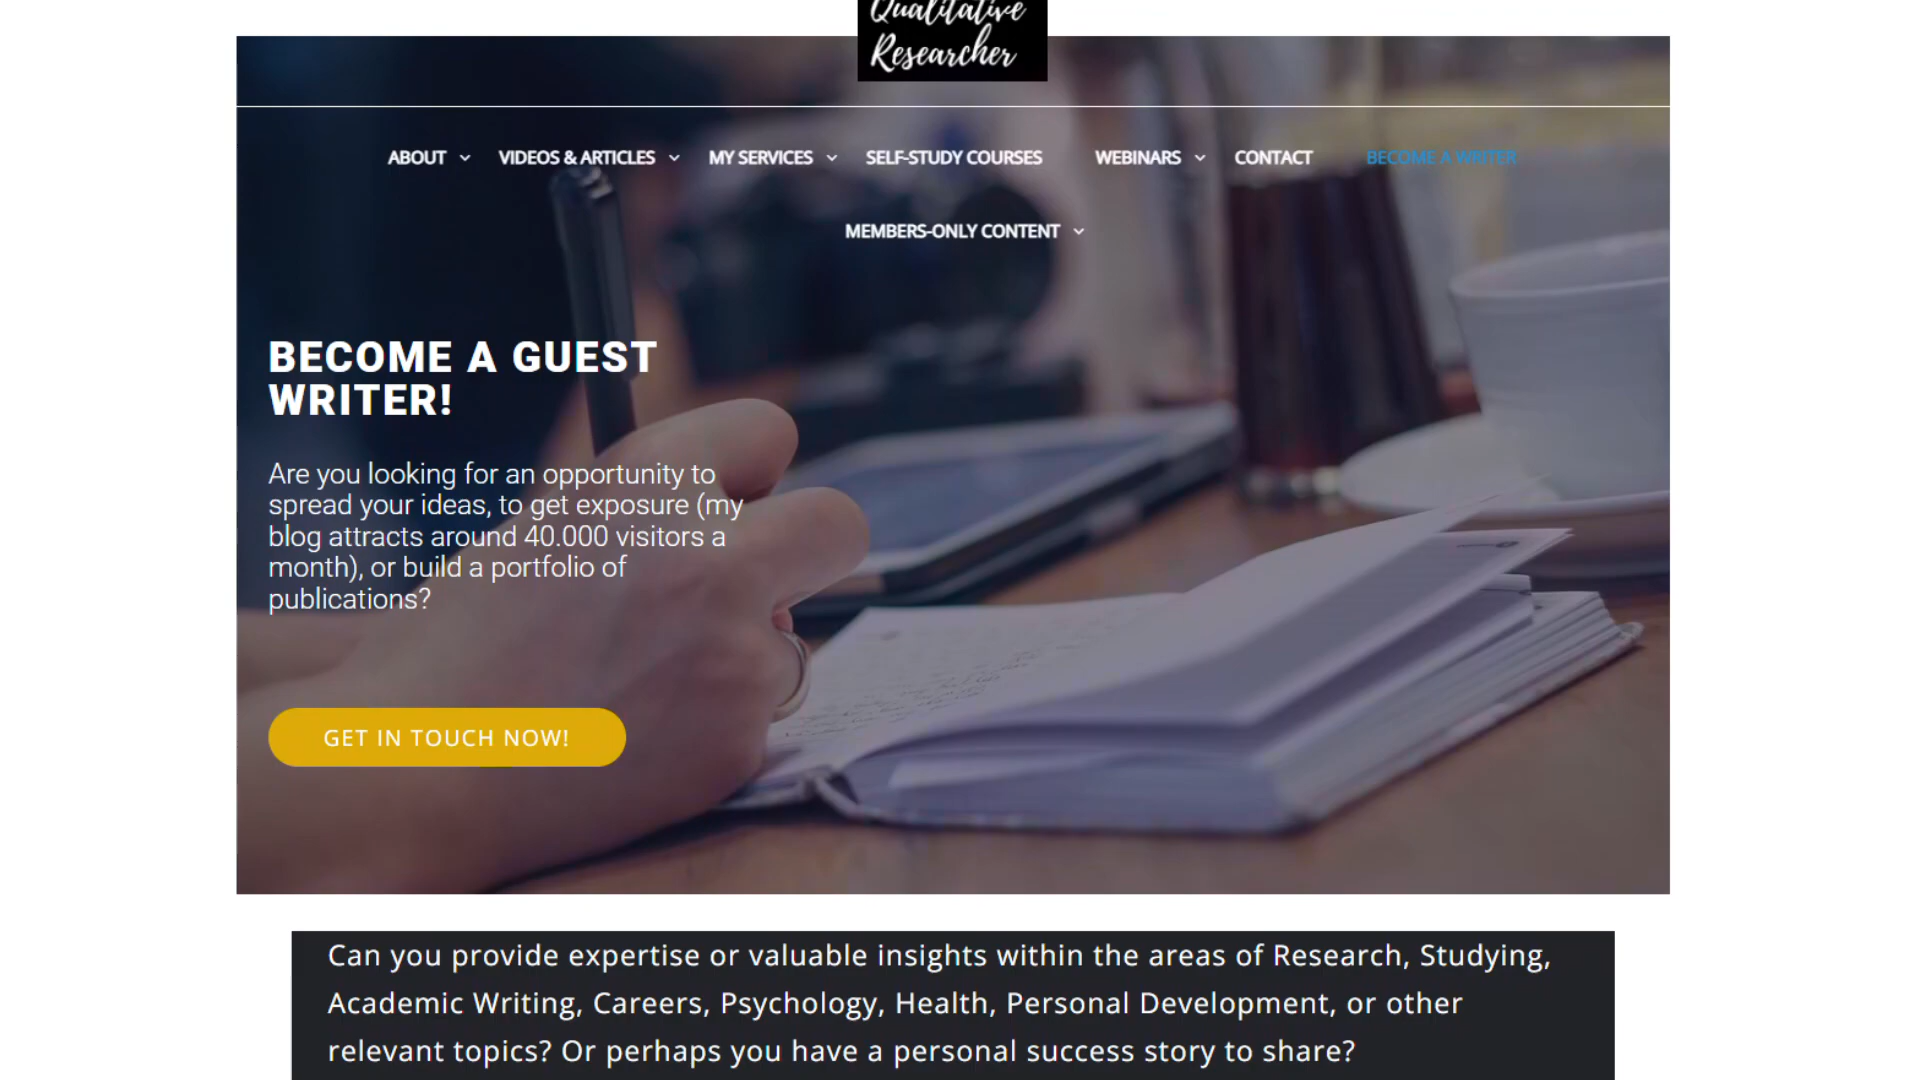 Qualitative
Researcher
ABOUT VIDEOS & ARTICLES MY SERVICES SELF-STUDY COURSES WEBINARS CONTACT BECOME A WRITER
MEMBERS-ONLY CONTENT
BECOME A GUEST
WRITER!
Are you looking for an opportunity to
spread your ideas, to get exposure (my
blog attracts around 40.000 visitors a
month), or build a portfolio of
publications?
GET IN TOUCH NOW!
Can you provide expertise or valuable insights within the areas of Research, Studying,
Academic Writing, Careers, Psychology, Health, Personal Development, or other
relevant topics? Or perhaps you have a personal success story to share?